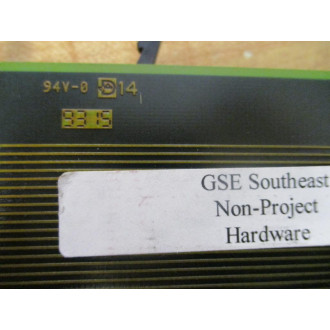 94V-0 14
3315
GSE Southeast
Non-Project
Hardware